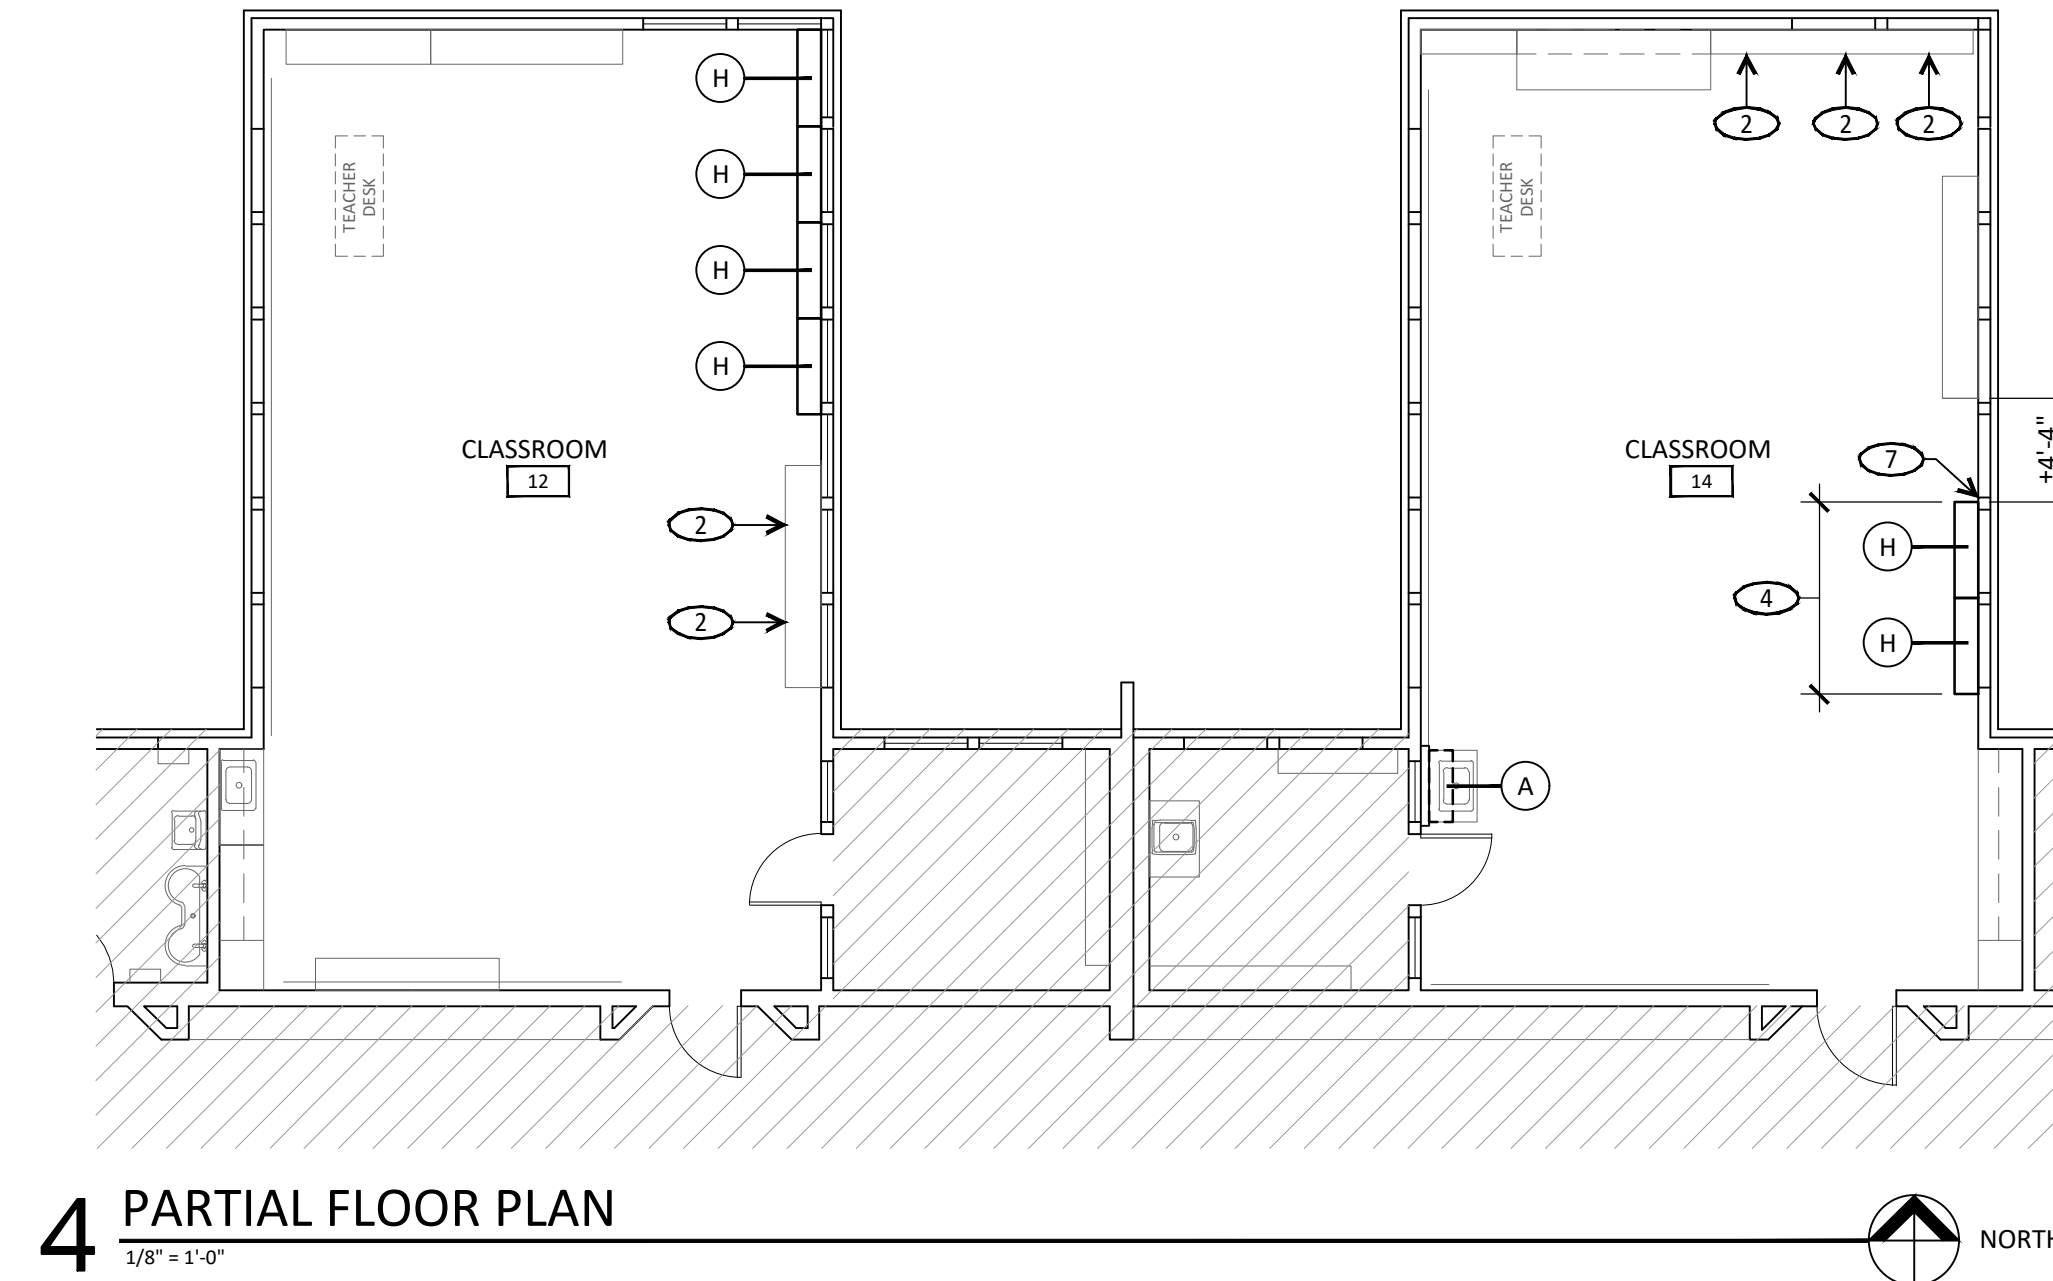 H
2
2
2
TEACHER
DESK
TEACHER
DESK
H
H
H
CLASSROOM
12
CLASSROOM
14
7
+4'-4"
2
H
4
2
H
A
4
PARTIAL FLOOR PLAN
1/8" = 1'-0"
NORTH